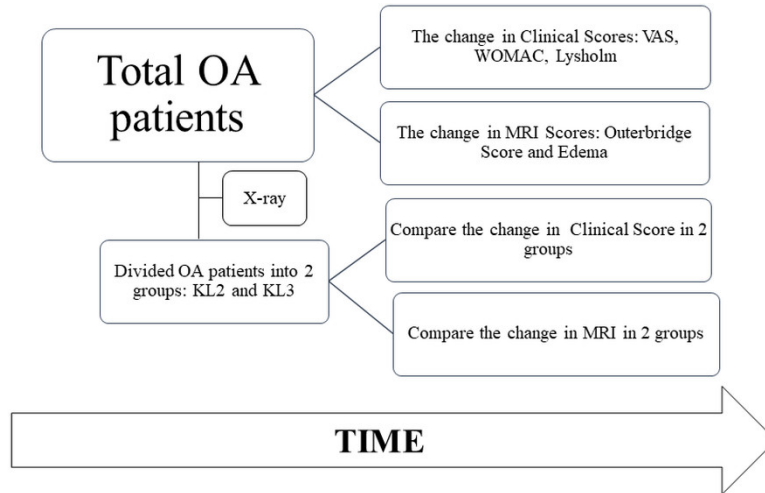 Total OA
patients
The change in Clinical Scores: VAS,
WOMAC, Lysholm
The change in MRI Scores: Outerbridge
Score and Edema
X-ray
Divided OA patients into 2
groups: KL2 and KL3
Compare the change in Clinical Score in 2
groups
Compare the change in MRI in 2 groups
TIME